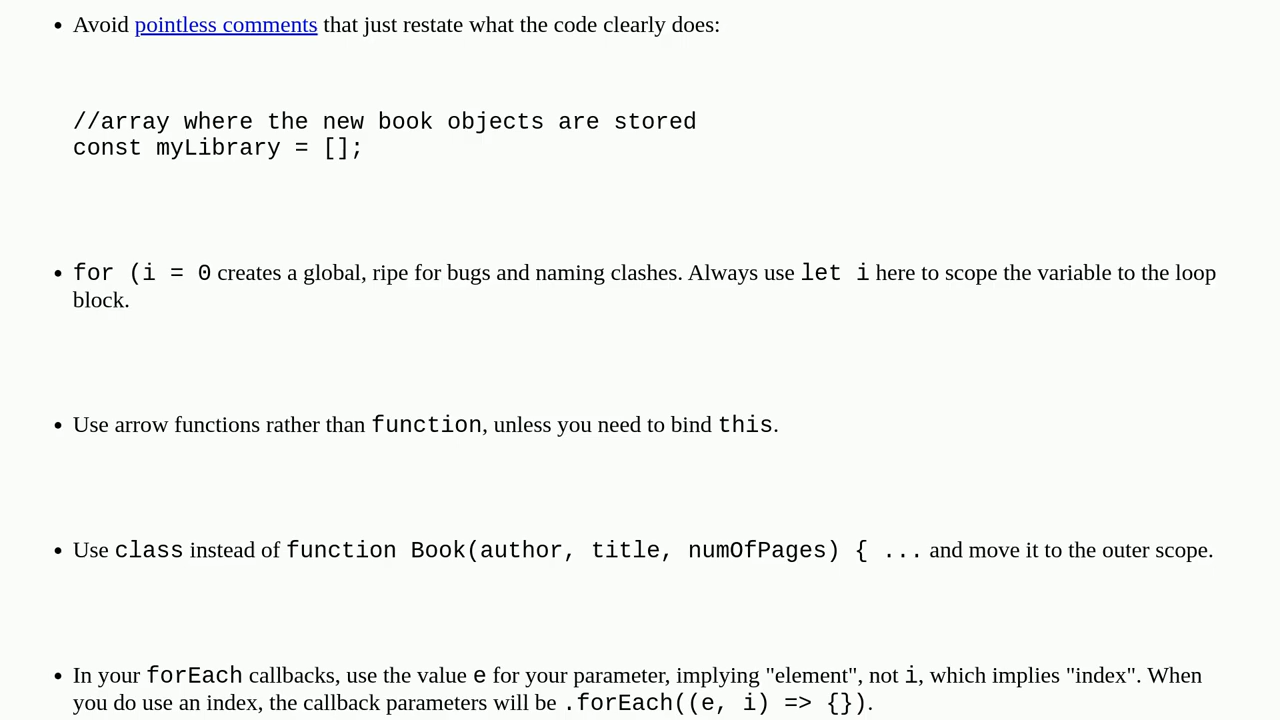 • Avoid pointless comments that just restate what the code clearly does:
//array where the new book objects are stored
const myLibrary = [];
• for (i = 0 creates a global, ripe for bugs and naming clashes. Always use let i here to scope the variable to the loop
block.
• Use arrow functions rather than function, unless you need to bind this.
• Use class instead of function Book(author, title, numOfPages) { ... and move it to the outer scope.
• In your forEach callbacks, use the value e for your parameter, implying "element", not i, which implies "index". When
you do use an index, the callback parameters will be .forEach((e, i) => {}).